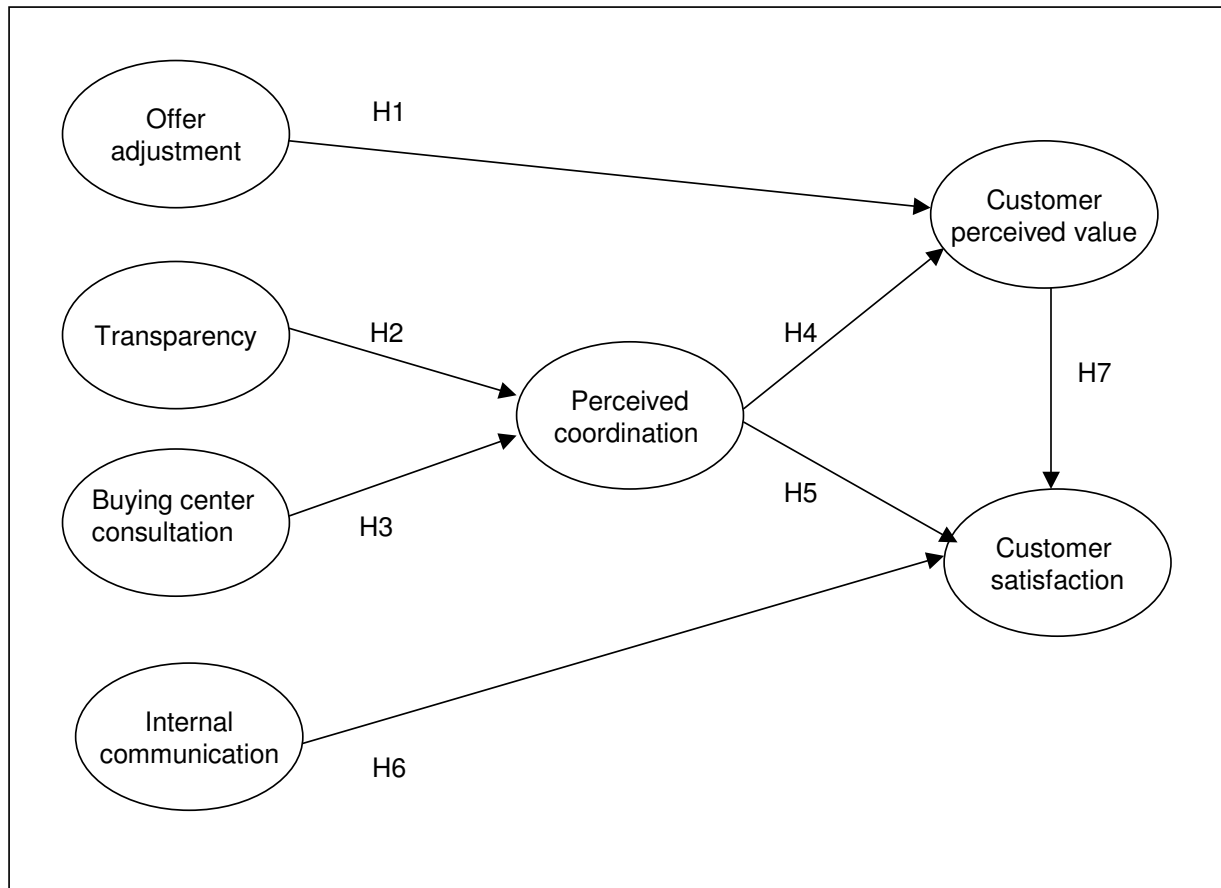 Offer
adjustment
H1
Customer
perceived value
Transparency
H2
H4
Perceived
coordination
H7
Buying center
consultation
H3
H5
Customer
satisfaction
Internal
communication
H6